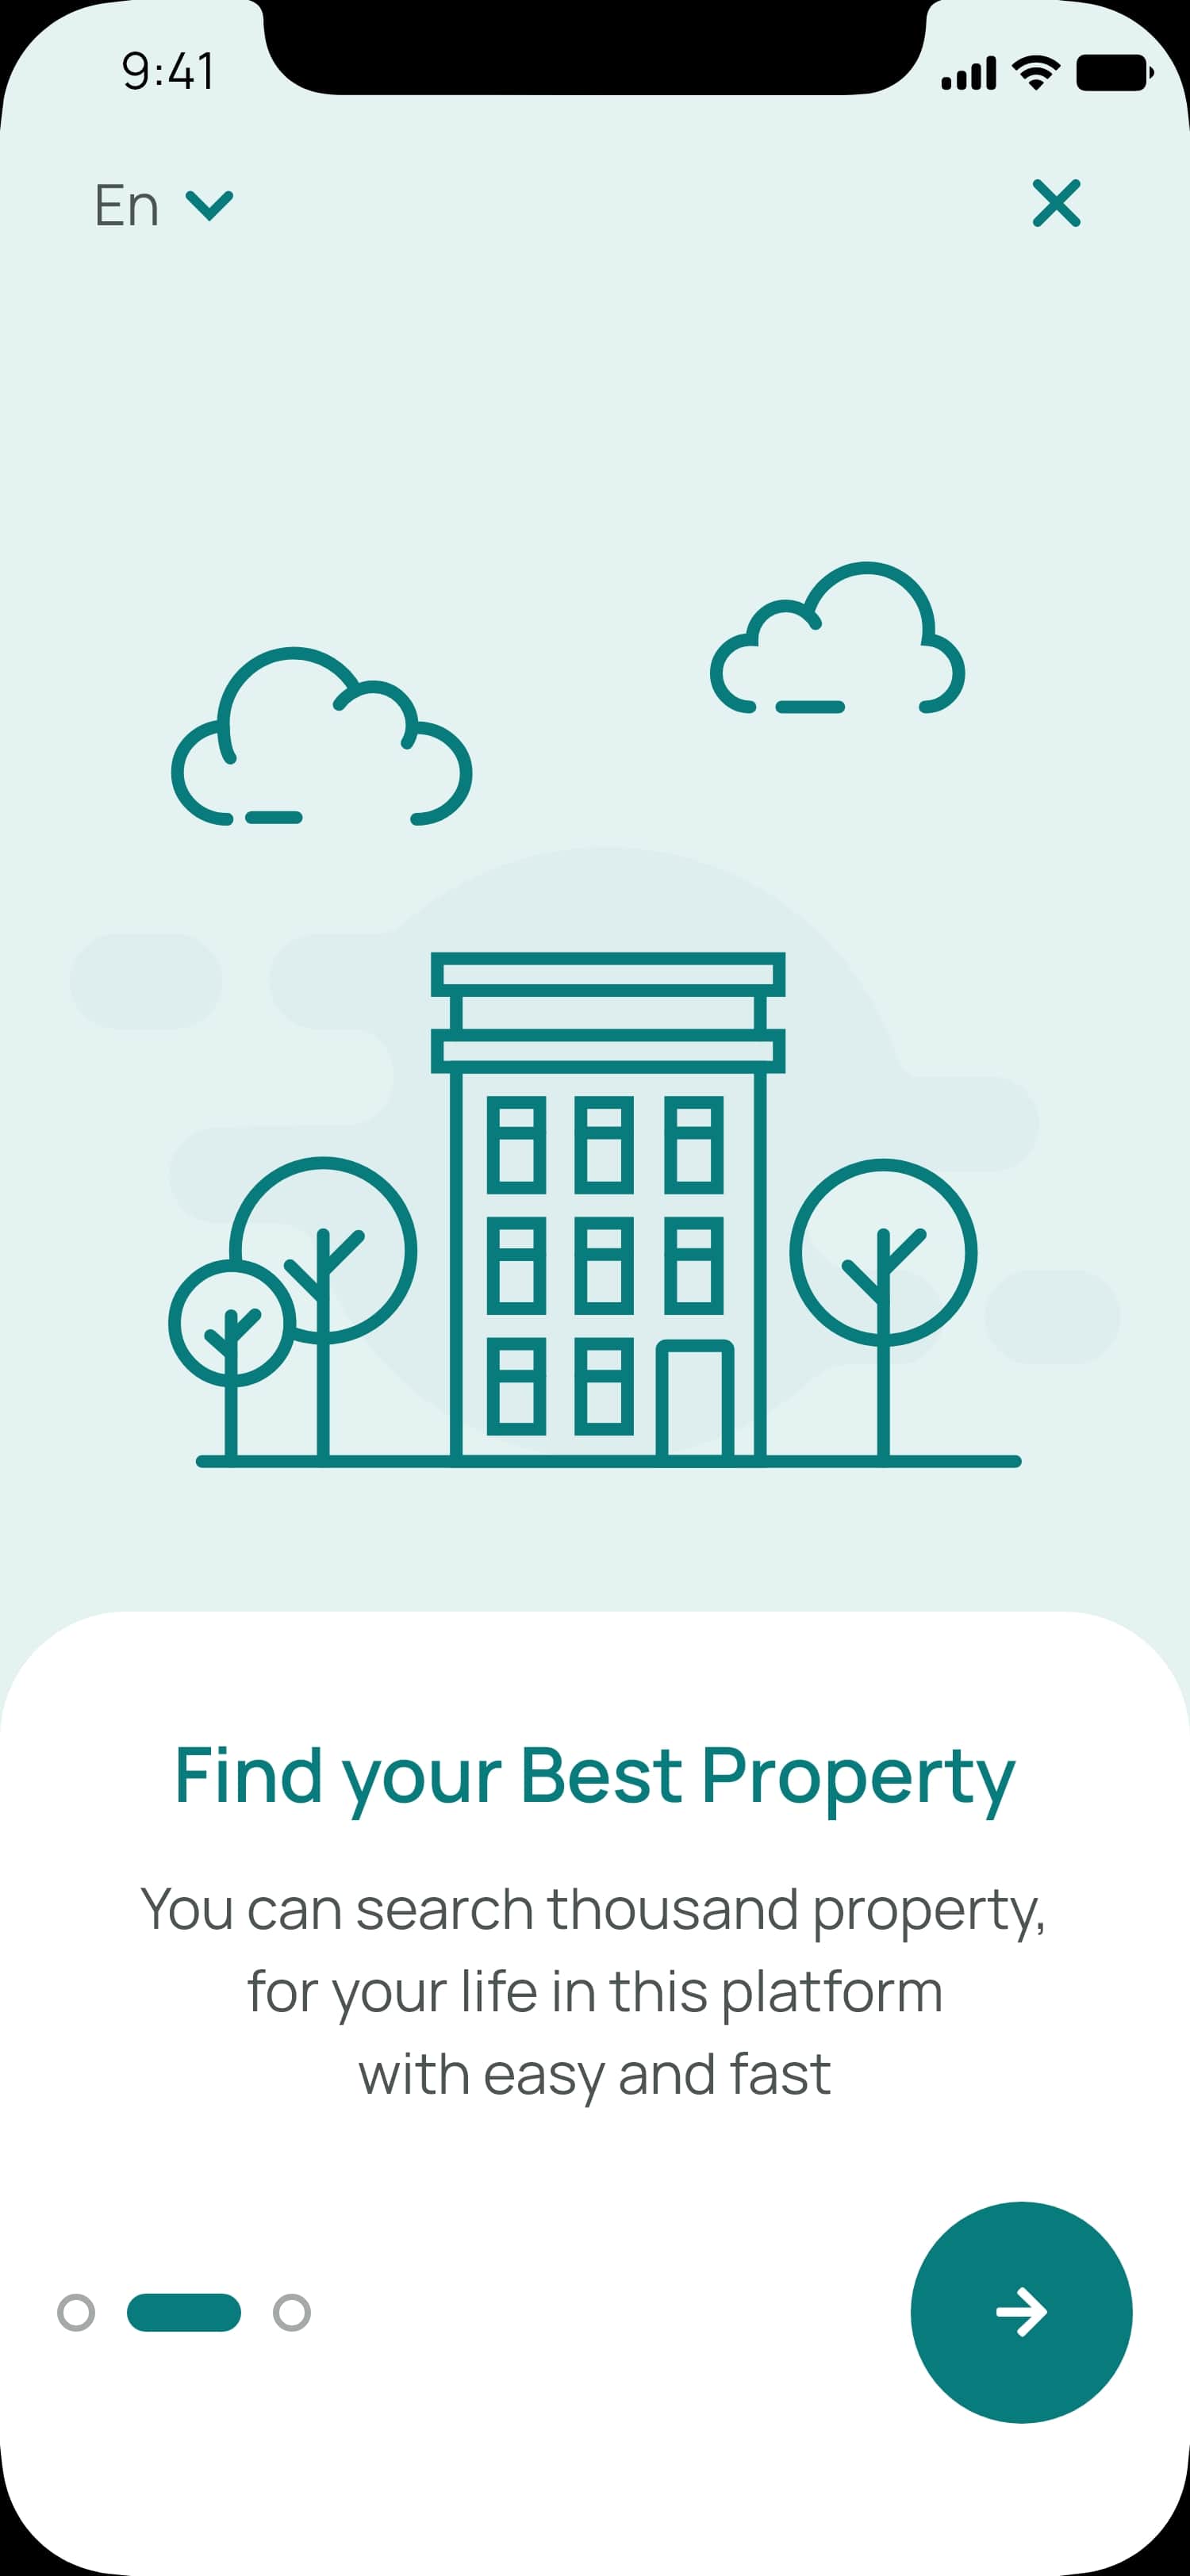 9:41
En
Find your Best Property
You can search thousand property,
for your life in this platform
with easy and fast